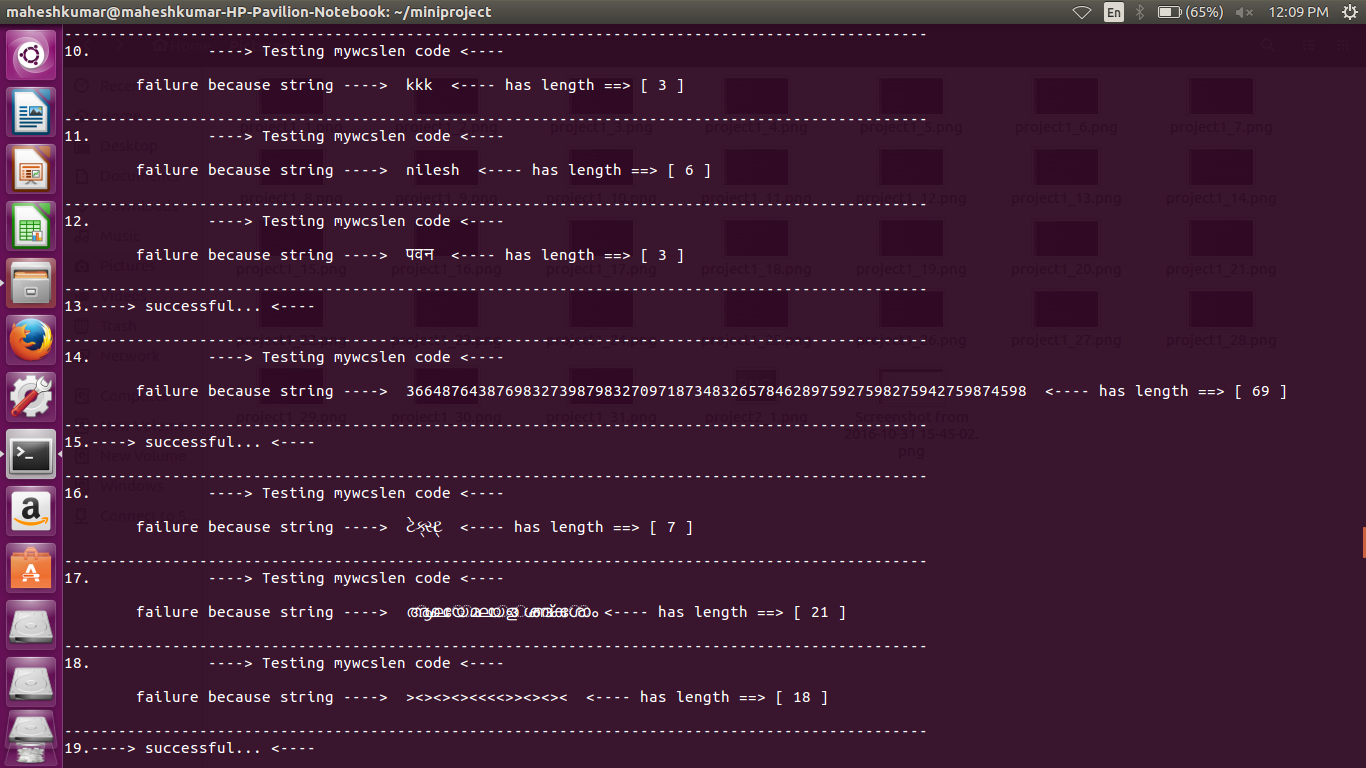 maheshkumar@maheshkumar-HP-Pavilion-Notebook: ~/miniproject
En
(65%)
12:09 PM
------------------------------------------------------------------------------------------------
10. ----> Testing mywcslen code <----
failure because string ----> kkk <---- has length ==> [ 3 ]
------------------------------------------------------------------------------------------------
11. ----> Testing mywcslen code <----
failure because string ----> nilesh <---- has length ==> [ 6 ]
------------------------------------------------------------------------------------------------
12. ----> Testing mywcslen code <----
failure because string ----> पवन <---- has length ==> [ 3 ]
------------------------------------------------------------------------------------------------
13.----> successful... <----
------------------------------------------------------------------------------------------------
14. ----> Testing mywcslen code <----
failure because string ----> 366487643876983273987983270971873483265784628975927598275942759874598 <---- has length ==> [ 69 ]
------------------------------------------------------------------------------------------------
15.----> successful... <----
------------------------------------------------------------------------------------------------
16. ----> Testing mywcslen code <----
failure because string ----> ટેક્સ્ટ <---- has length ==> [ 7 ]
------------------------------------------------------------------------------------------------
17. ----> Testing mywcslen code <----
failure because string ----> <---- has length ==> [ 21 ]
------------------------------------------------------------------------------------------------
18. ----> Testing mywcslen code <----
failure because string ----> ><><><><<<<>><><>< <---- has length ==> [ 18 ]
------------------------------------------------------------------------------------------------
19.----> successful... <----